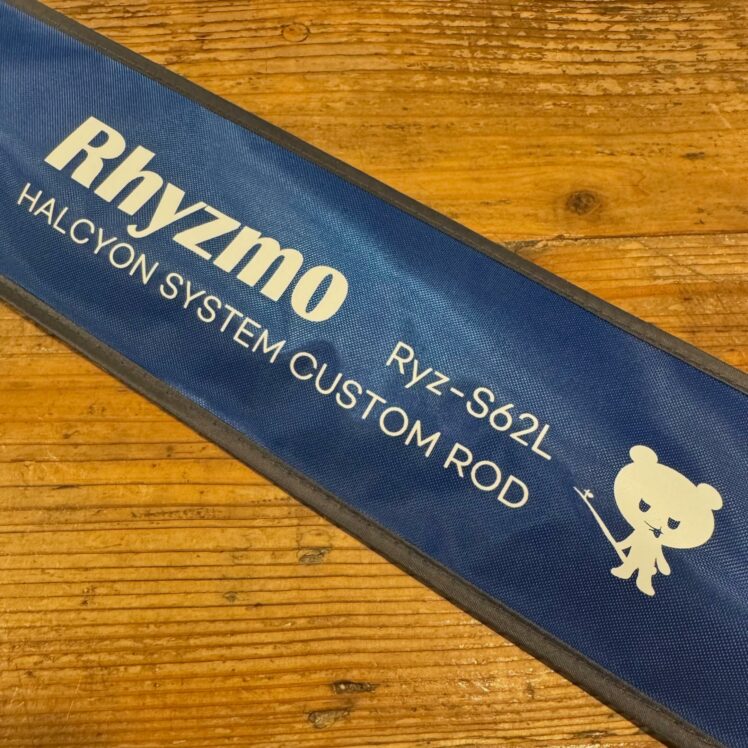 Rhyzmo
HALCYON SYSTEM CUSTOM ROD
Ryz-S62L